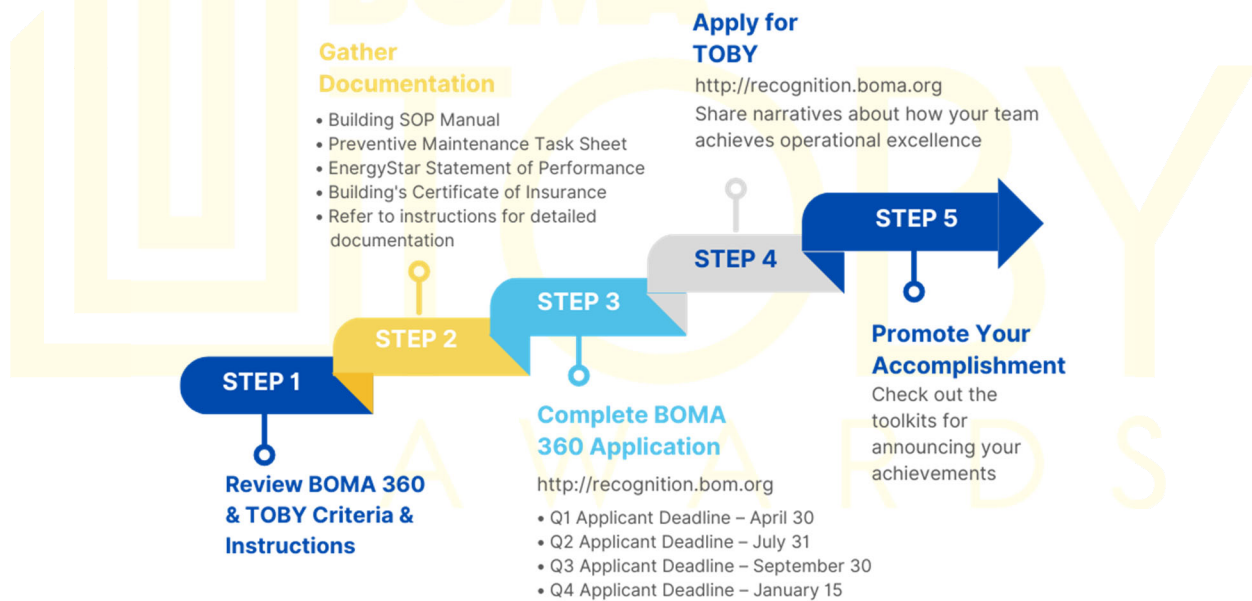 BOMA
TOBY
AWARDS
STEP 1
Review BOMA 360
& TOBY Criteria &
Instructions
STEP 2
Gather
Documentation
• Building SOP Manual
• Preventive Maintenance Task Sheet
• EnergyStar Statement of Performance
• Building's Certificate of Insurance
• Refer to instructions for detailed
documentation
STEP 3
Complete BOMA
360 Application
http://recognition.bom.org
• Q1 Applicant Deadline – April 30
• Q2 Applicant Deadline – July 31
• Q3 Applicant Deadline – September 30
• Q4 Applicant Deadline – January 15
STEP 4
Apply for
TOBY
http://recognition.boma.org
Share narratives about how your team
achieves operational excellence
STEP 5
Promote Your
Accomplishment
Check out the
toolkits for
announcing your
achievements